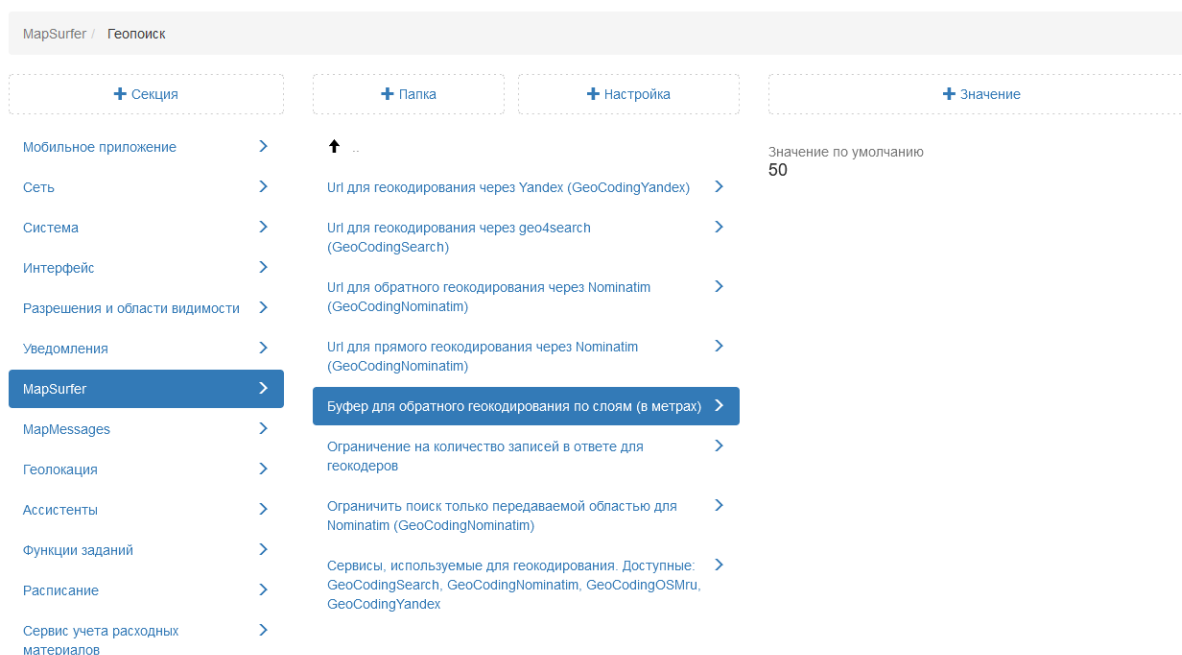 MapSurfer / Геопоиск
Секция
Папка
Настройка
Значение
Мобильное приложение
Сеть
Система
Интерфейс
Разрешения и области видимости
Уведомления
MapSurfer
MapMessages
Геолокация
Ассистенты
Функции заданий
Расписание
Сервис учета расходных
материалов
..
Url для геокодирования через Yandex (GeoCodingYandex)
Url для геокодирования через geo4search
(GeoCodingSearch)
Url для обратного геокодирования через Nominatim
(GeoCodingNominatim)
Url для прямого геокодирования через Nominatim
(GeoCodingNominatim)
Буфер для обратного геокодирования по слоям (в метрах)
Ограничение на количество записей в ответе для
геокодеров
Ограничить поиск только передаваемой областью для
Nominatim (GeoCodingNominatim)
Сервисы, используемые для геокодирования. Доступные:
GeoCodingSearch, GeoCodingNominatim, GeoCodingOSMru,
GeoCodingYandex
Значение по умолчанию
50